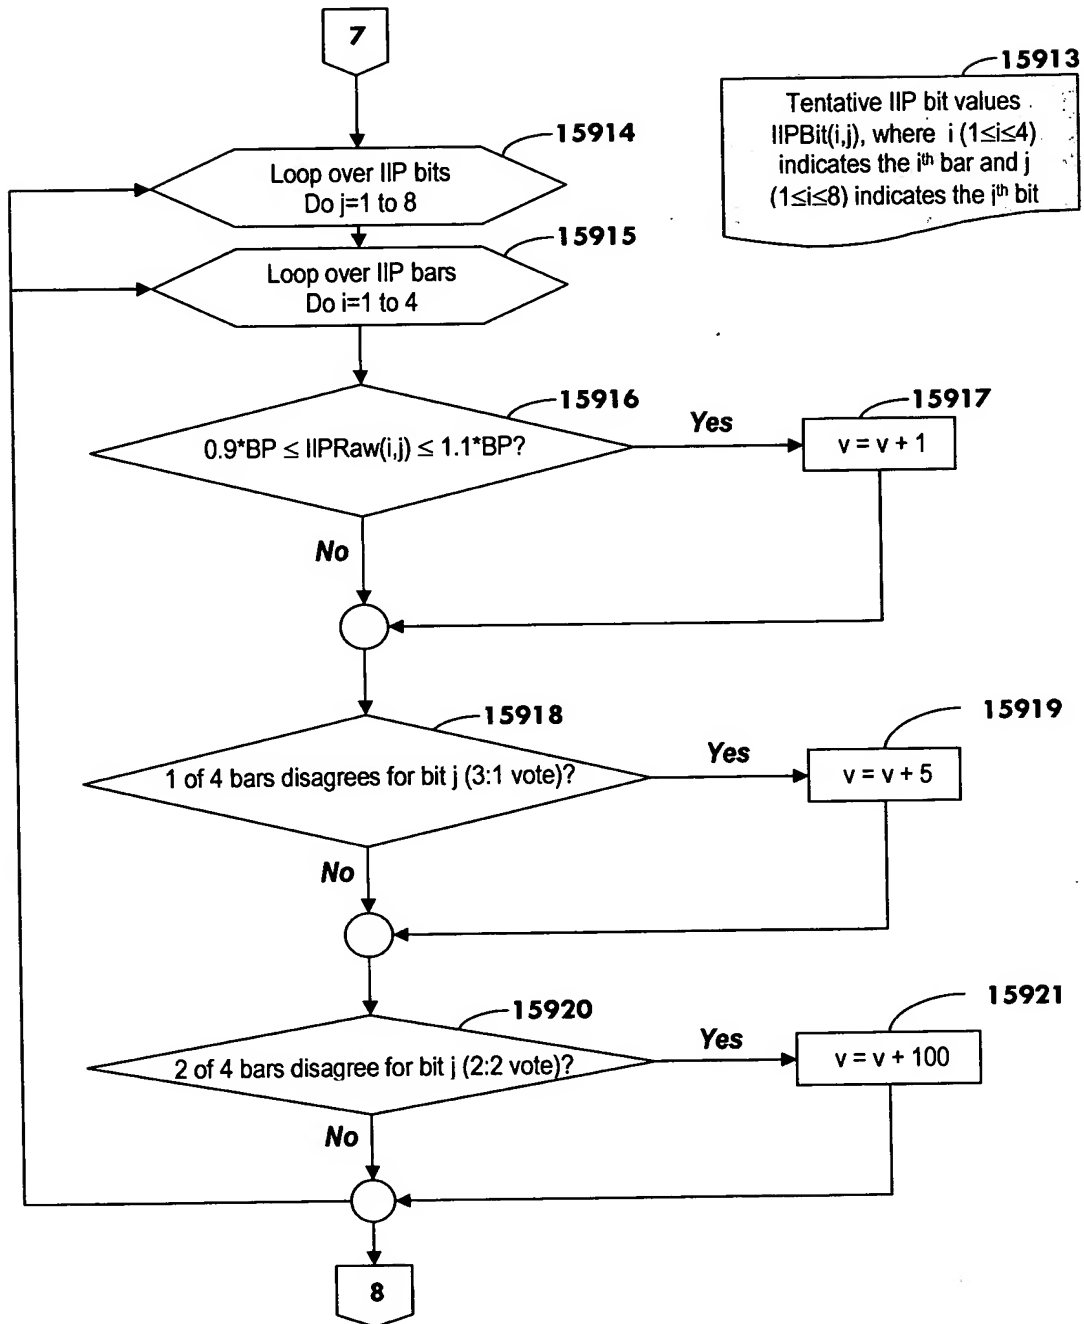 7
15913
Tentative IIP bit values
IIPBit(i,j), where i (1≤i≤4)
indicates the iᵗʰ bar and j
(1≤i≤8) indicates the jᵗʰ bit
15914
Loop over IIP bits
Do j=1 to 8
15915
Loop over IIP bars
Do i=1 to 4
15916
0.9*BP ≤ IIPRaw(i,j) ≤ 1.1*BP?
Yes
15917
v = v + 1
No
15918
1 of 4 bars disagrees for bit j (3:1 vote)?
Yes
15919
v = v + 5
No
15920
2 of 4 bars disagree for bit j (2:2 vote)?
Yes
15921
v = v + 100
No
8